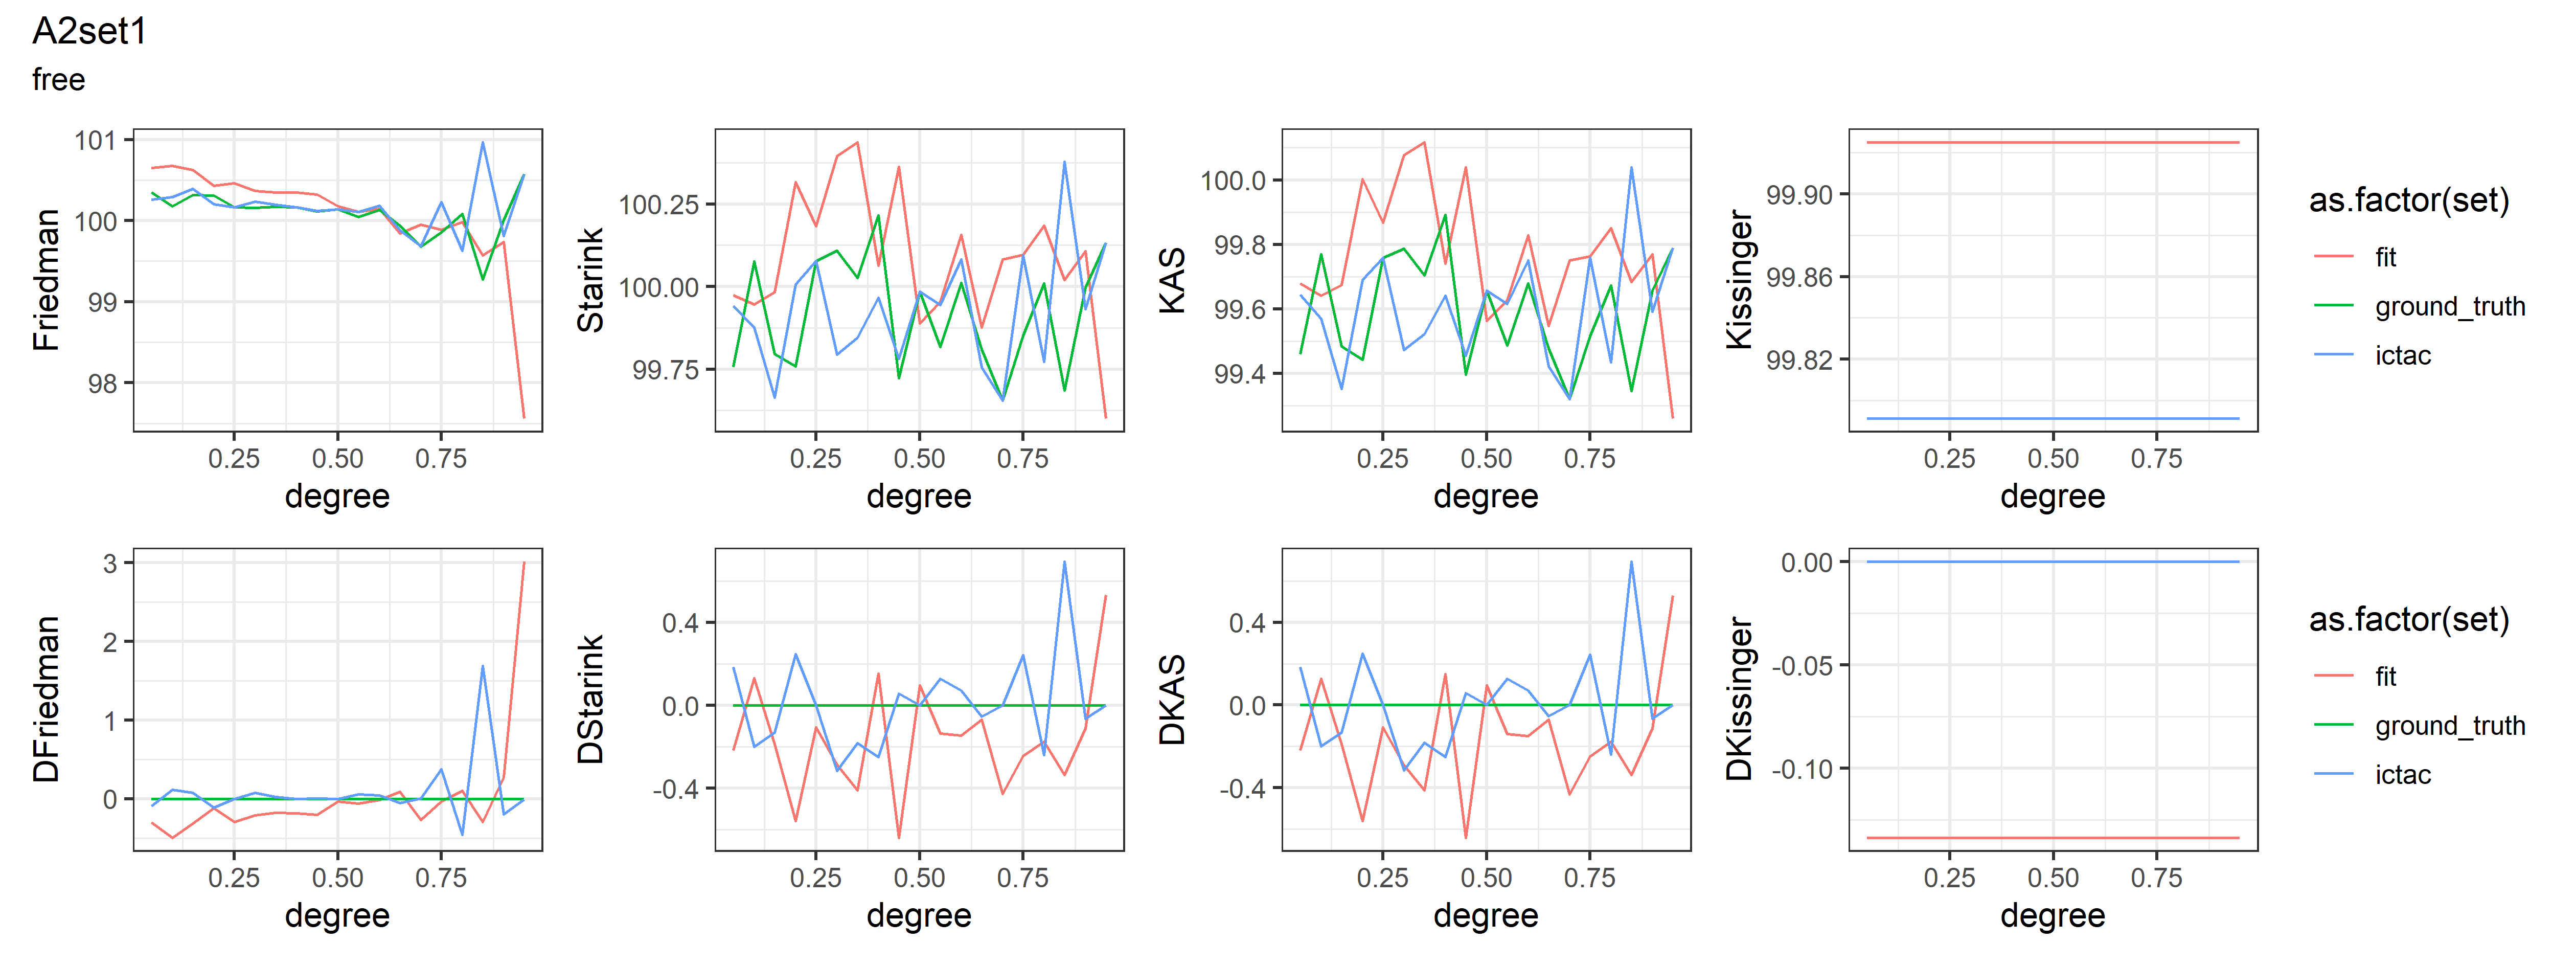 A2set1
free
Friedman
101
100
99
98
0.25 0.50 0.75
degree
Starink
100.25
100.00
99.75
0.25 0.50 0.75
degree
KAS
100.0
99.8
99.6
99.4
0.25 0.50 0.75
degree
Kissinger
99.90
99.86
99.82
0.25 0.50 0.75
degree
as.factor(set)
fit
ground_truth
ictac
DFriedman
3
2
1
0
0.25 0.50 0.75
degree
DStarink
0.4
0.0
-0.4
0.25 0.50 0.75
degree
DKAS
0.4
0.0
-0.4
0.25 0.50 0.75
degree
DKissinger
0.00
-0.05
-0.10
0.25 0.50 0.75
degree
as.factor(set)
fit
ground_truth
ictac